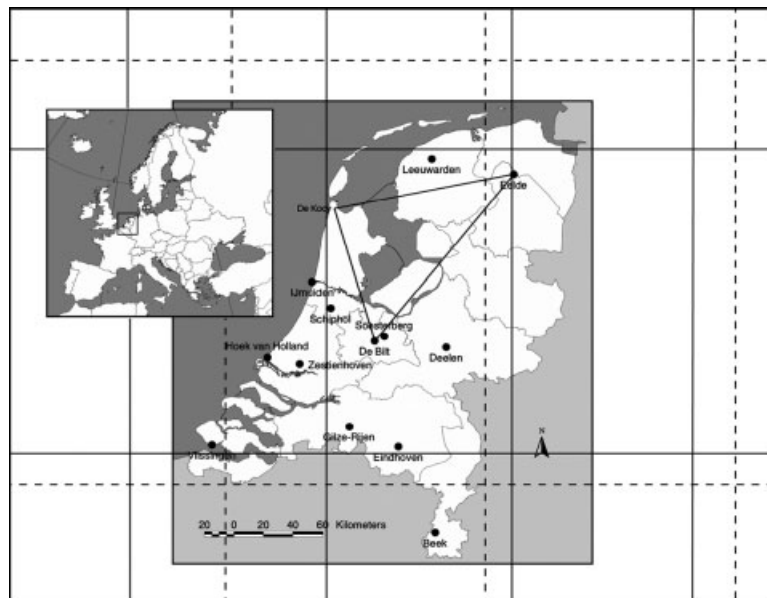 Leeuwarden
Eelde
De Kooy
IJmuiden
Schiphol
Soesterberg
De Bilt
Hoek van Holland
Deelen
Zestienhoven
Gilze-Rijen
N
Vlissingen
Eindhoven
20 0 20 40 60 Kilometers
Beek